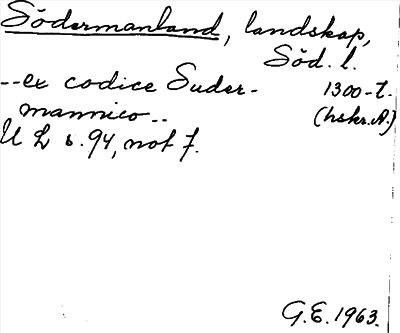 Södermanland, landskap,
Söd. l.
--ex codice Suder- 1300-t.
mannico.. (hskr. A.)
U L s. 94, not 7.
G.E. 1963.